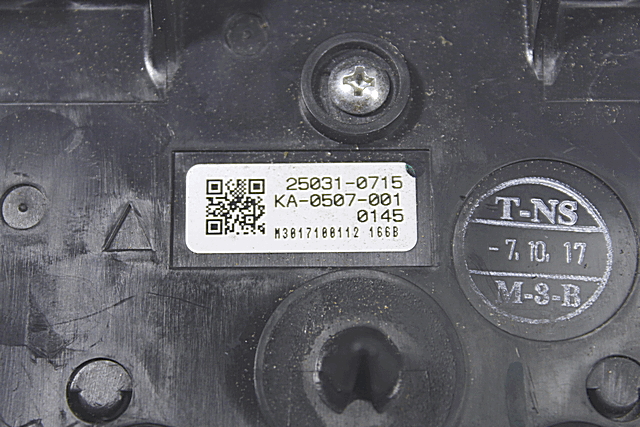 25031-0715
KA-0507-001
0145
M3017100112 166B
T-NS
-7, 10, 17
M-3-B